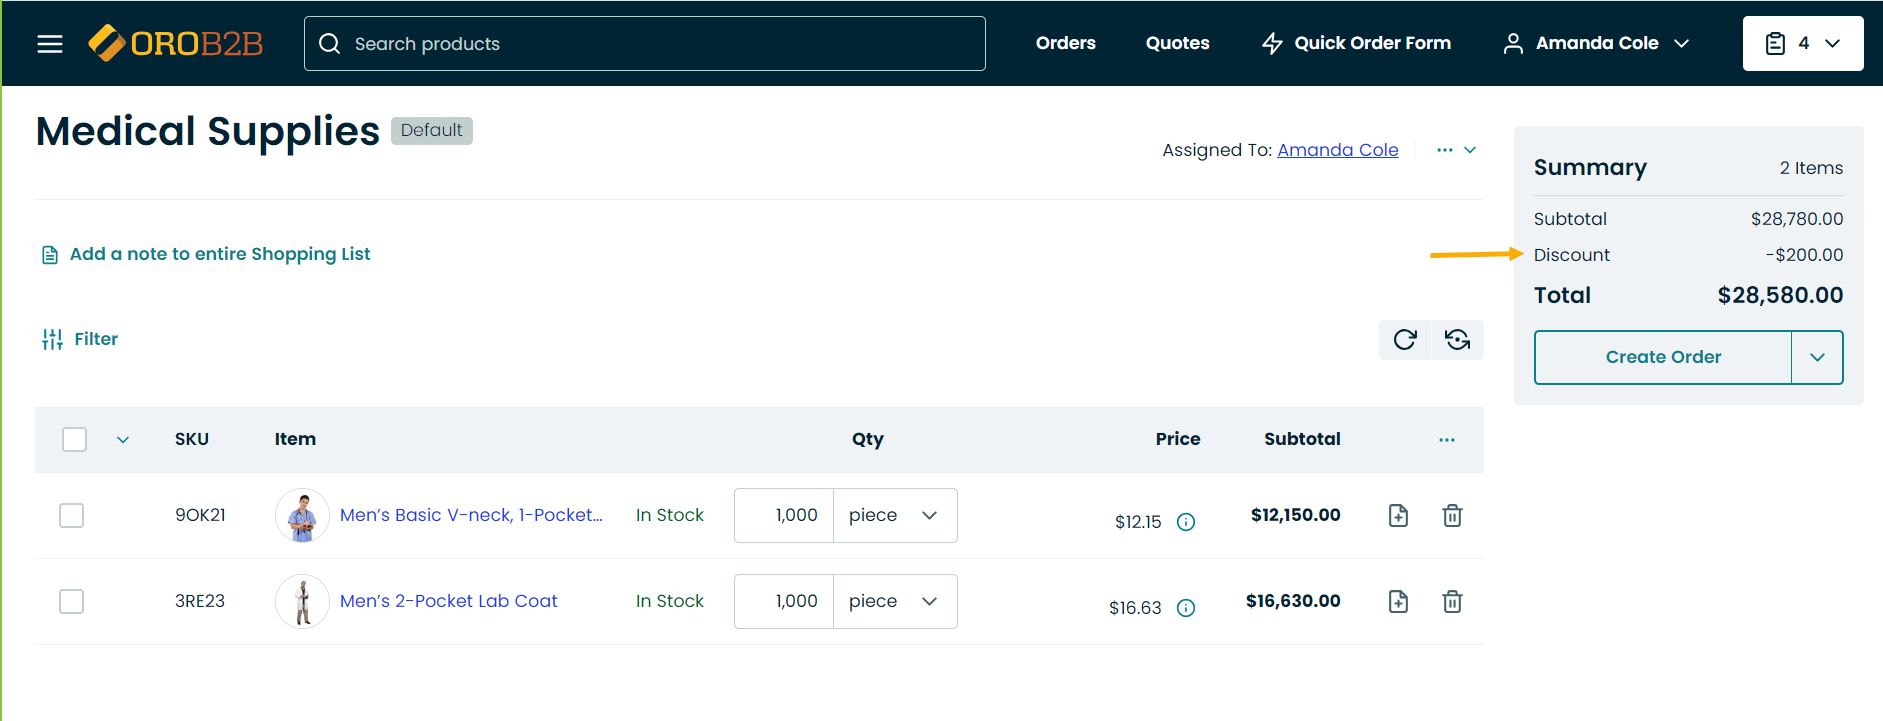 OROB2B
Search products
Orders
Quotes
Quick Order Form
Amanda Cole
4
Medical Supplies
Default
Assigned To: Amanda Cole
Summary
2 Items
Subtotal
$28,780.00
Discount
-$200.00
Total
$28,580.00
Create Order
Add a note to entire Shopping List
Filter
SKU
Item
Qty
Price
Subtotal
9OK21
Men’s Basic V-neck, 1-Pocket...
In Stock
1,000
piece
$12.15
$12,150.00
3RE23
Men’s 2-Pocket Lab Coat
In Stock
1,000
piece
$16.63
$16,630.00